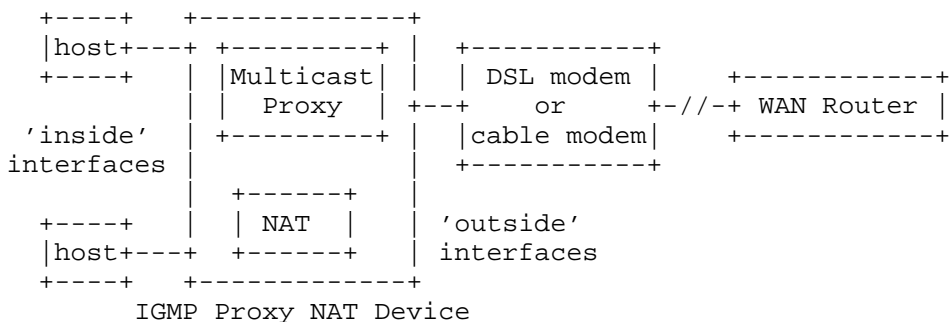 +----+   +-------------+
|host+---+ +---------+ |  +-----------+
+----+   | |Multicast| |  | DSL modem |     +------------+
| |  Proxy  | +--+    or     +-//-+ WAN Router |
'inside'  | +---------+ |  |cable modem|     +------------+
interfaces |             |  +-----------+
|  +------+   |
+----+   |  | NAT  |   | 'outside'
|host+---+  +------+   | interfaces
+----+   +-------------+
IGMP Proxy NAT Device